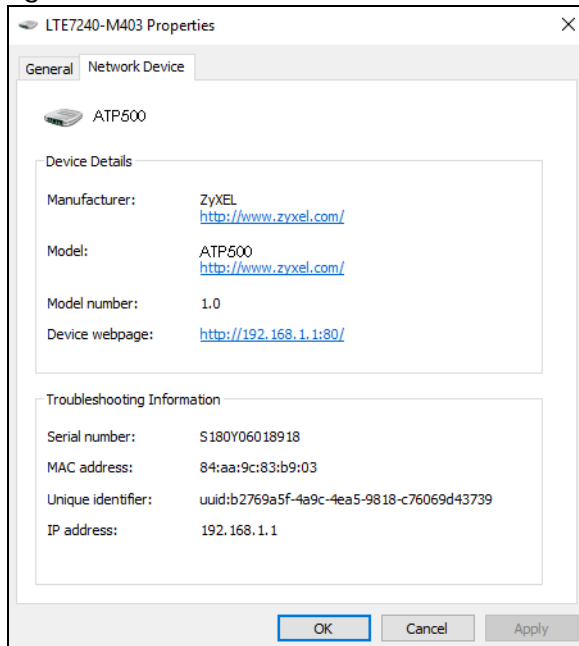 LTE7240-M403 Properties
General Network Device
ATP500
Device Details
Manufacturer: ZyXEL
http://www.zyxel.com/
Model: ATP500
http://www.zyxel.com/
Model number: 1.0
Device webpage: http://192.168.1.1:80/
Troubleshooting Information
Serial number: S180Y06018918
MAC address: 84:aa:9c:83:b9:03
Unique identifier: uuid:b2769a5f-4a9c-4ea5-9818-c76069d43739
IP address: 192.168.1.1
OK Cancel Apply